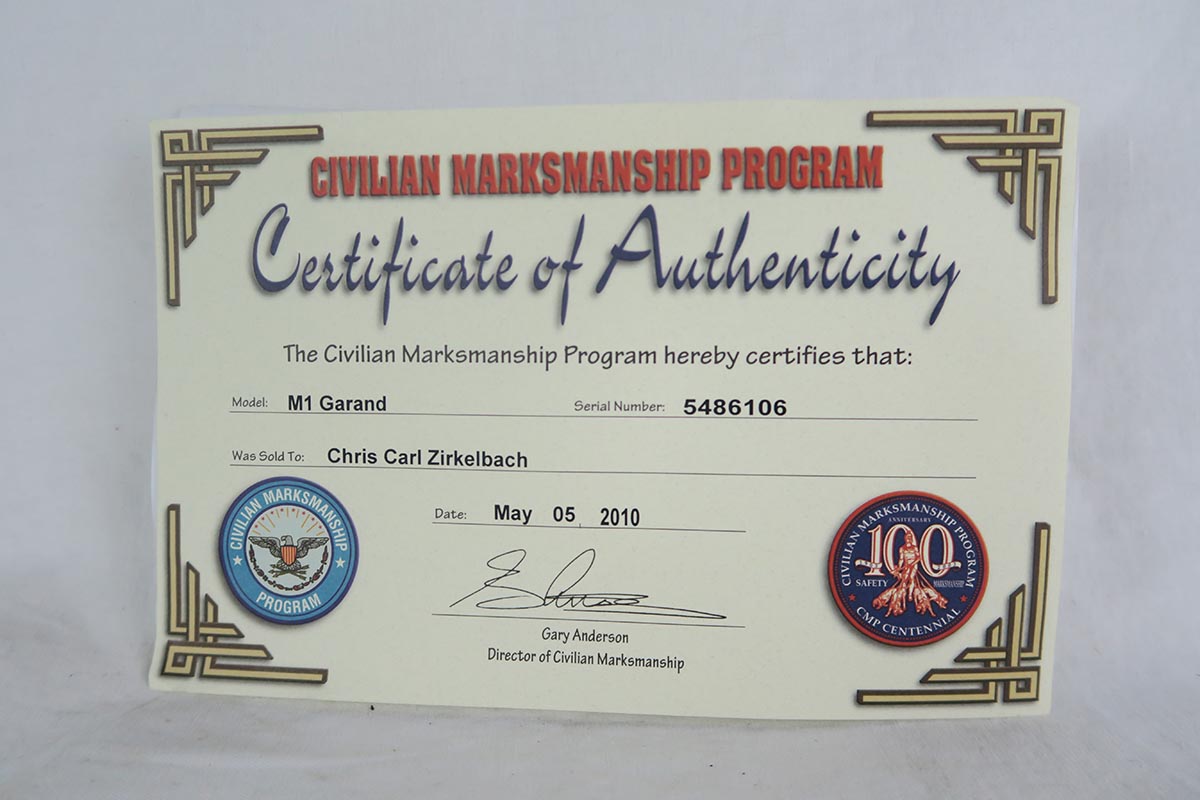 CIVILIAN MARKSMANSHIP PROGRAM
Certificate of Authenticity
The Civilian Marksmanship Program hereby certifies that:
Model: M1 Garand Serial Number: 5486106
Was Sold To: Chris Carl Zirkelbach
Date: May 05, 2010
Gary Anderson
Director of Civilian Marksmanship
CIVILIAN MARKSMANSHIP
PROGRAM
CIVILIAN MARKSMANSHIP PROGRAM
ANNIVERSARY
100
SAFETY MARKSMANSHIP
CMP CENTENNIAL